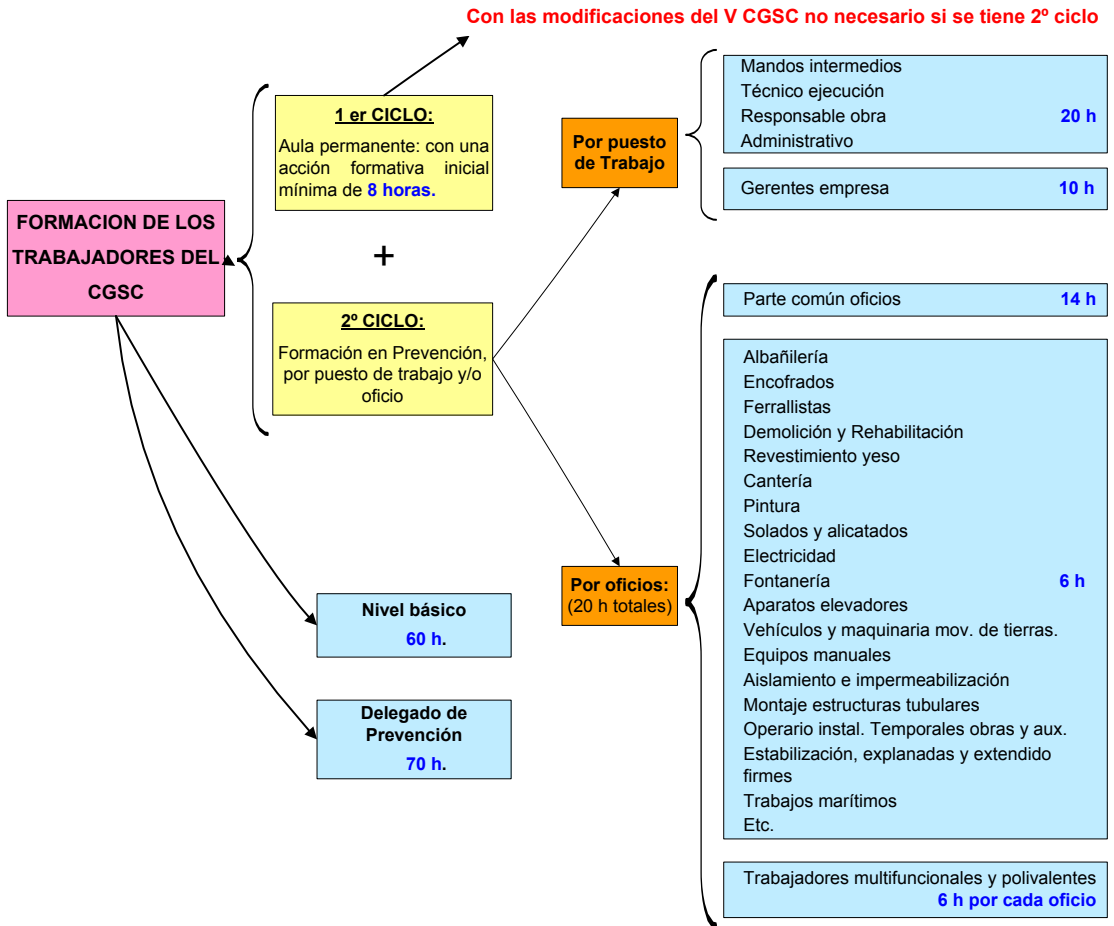 Con las modificaciones del V CGSC no necesario si se tiene 2º ciclo
FORMACION DE LOS
TRABAJADORES DEL
CGSC
1 er CICLO:
Aula permanente: con una
acción formativa inicial
mínima de 8 horas.
+
2º CICLO:
Formación en Prevención,
por puesto de trabajo y/o
oficio
Nivel básico
60 h.
Delegado de
Prevención
70 h.
Por puesto
de Trabajo
Mandos intermedios
Técnico ejecución
Responsable obra 20 h
Administrativo
Gerentes empresa 10 h
Por oficios:
(20 h totales)
Parte común oficios 14 h
Albañilería
Encofrados
Ferrallistas
Demolición y Rehabilitación
Revestimiento yeso
Cantería
Pintura
Solados y alicatados
Electricidad
Fontanería 6 h
Aparatos elevadores
Vehículos y maquinaria mov. de tierras.
Equipos manuales
Aislamiento e impermeabilización
Montaje estructuras tubulares
Operario instal. Temporales obras y aux.
Estabilización, explanadas y extendido
firmes
Trabajos marítimos
Etc.
Trabajadores multifuncionales y polivalentes
6 h por cada oficio